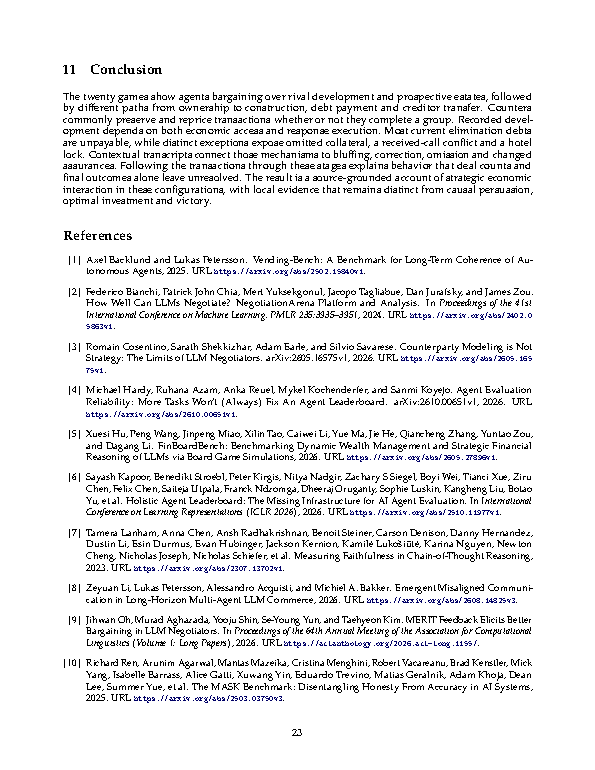 11 Conclusion
The twenty games show agents bargaining over rival development and prospective estates, followed
by different paths from ownership to construction, debt payment and creditor transfer. Counters
commonly preserve and reprice transactions whether or not they complete a group. Recorded devel-
opment depends on both economic access and response execution. Most current elimination debts
are unpayable, while distinct exceptions expose omitted collateral, a received-call conflict and a hotel
lock. Contextual transcripts connect those mechanisms to bluffing, correction, omission and changed
assurances. Following the transactions through these stages explains behavior that deal counts and
final outcomes alone leave unresolved. The result is a source-grounded account of strategic economic
interaction in these configurations, with local evidence that remains distinct from causal persuasion,
optimal investment and victory.
References
[1] Axel Backlund and Lukas Petersson. Vending-Bench: A Benchmark for Long-Term Coherence of Au-
tonomous Agents, 2025. URL https://arxiv.org/abs/2502.15840v1.
[2] Federico Bianchi, Patrick John Chia, Mert Yuksekgonul, Jacopo Tagliabue, Dan Jurafsky, and James Zou.
How Well Can LLMs Negotiate? NegotiationArena Platform and Analysis. In Proceedings of the 41st
International Conference on Machine Learning. PMLR 235:3935–3951, 2024. URL https://arxiv.org/abs/2402.0
5863v1.
[3] Romain Cosentino, Sarath Shekkizhar, Adam Earle, and Silvio Savarese. Counterparty Modeling is Not
Strategy: The Limits of LLM Negotiators. arXiv:2605.16575v1, 2026. URL https://arxiv.org/abs/2605.165
75v1.
[4] Michael Hardy, Ruhana Azam, Anka Reuel, Mykel Kochenderfer, and Sanmi Koyejo. Agent Evaluation
Reliability: More Tasks Won't (Always) Fix An Agent Leaderboard. arXiv:2610.00651v1, 2026. URL
https://arxiv.org/abs/2610.00651v1.
[5] Xuesi Hu, Peng Wang, Jinpeng Miao, Xilin Tao, Caiwei Li, Yue Ma, Jie He, Qiancheng Zhang, Yuntao Zou,
and Dagang Li. FinBoardBench: Benchmarking Dynamic Wealth Management and Strategic Financial
Reasoning of LLMs via Board Game Simulations, 2026. URL https://arxiv.org/abs/2605.27896v1.
[6] Sayash Kapoor, Benedikt Stroebl, Peter Kirgis, Nitya Nadgir, Zachary S Siegel, Boyi Wei, Tianci Xue, Ziru
Chen, Felix Chen, Saiteja Utpala, Franck Ndzomga, Dheeraj Oruganty, Sophie Luskin, Kangheng Liu, Botao
Yu, et al. Holistic Agent Leaderboard: The Missing Infrastructure for AI Agent Evaluation. In International
Conference on Learning Representations (ICLR 2026), 2026. URL https://arxiv.org/abs/2510.11977v1.
[7] Tamera Lanham, Anna Chen, Ansh Radhakrishnan, Benoit Steiner, Carson Denison, Danny Hernandez,
Dustin Li, Esin Durmus, Evan Hubinger, Jackson Kernion, Kamilė Lukošiūtė, Karina Nguyen, Newton
Cheng, Nicholas Joseph, Nicholas Schiefer, et al. Measuring Faithfulness in Chain-of-Thought Reasoning,
2023. URL https://arxiv.org/abs/2307.13702v1.
[8] Zeyuan Li, Lukas Petersson, Alessandro Acquisti, and Michiel A. Bakker. Emergent Misaligned Communi-
cation in Long-Horizon Multi-Agent LLM Commerce, 2026. URL https://arxiv.org/abs/2608.14825v3.
[9] Jihwan Oh, Murad Aghazada, Yooju Shin, Se-Young Yun, and Taehyeon Kim. MERIT Feedback Elicits Better
Bargaining in LLM Negotiators. In Proceedings of the 64th Annual Meeting of the Association for Computational
Linguistics (Volume 1: Long Papers), 2026. URL https://aclanthology.org/2026.acl-long.1155/.
[10] Richard Ren, Arunim Agarwal, Mantas Mazeika, Cristina Menghini, Robert Vacareanu, Brad Kenstler, Mick
Yang, Isabelle Barrass, Alice Gatti, Xuwang Yin, Eduardo Trevino, Matias Geralnik, Adam Khoja, Dean
Lee, Summer Yue, et al. The MASK Benchmark: Disentangling Honesty From Accuracy in AI Systems,
2025. URL https://arxiv.org/abs/2503.03750v3.
23